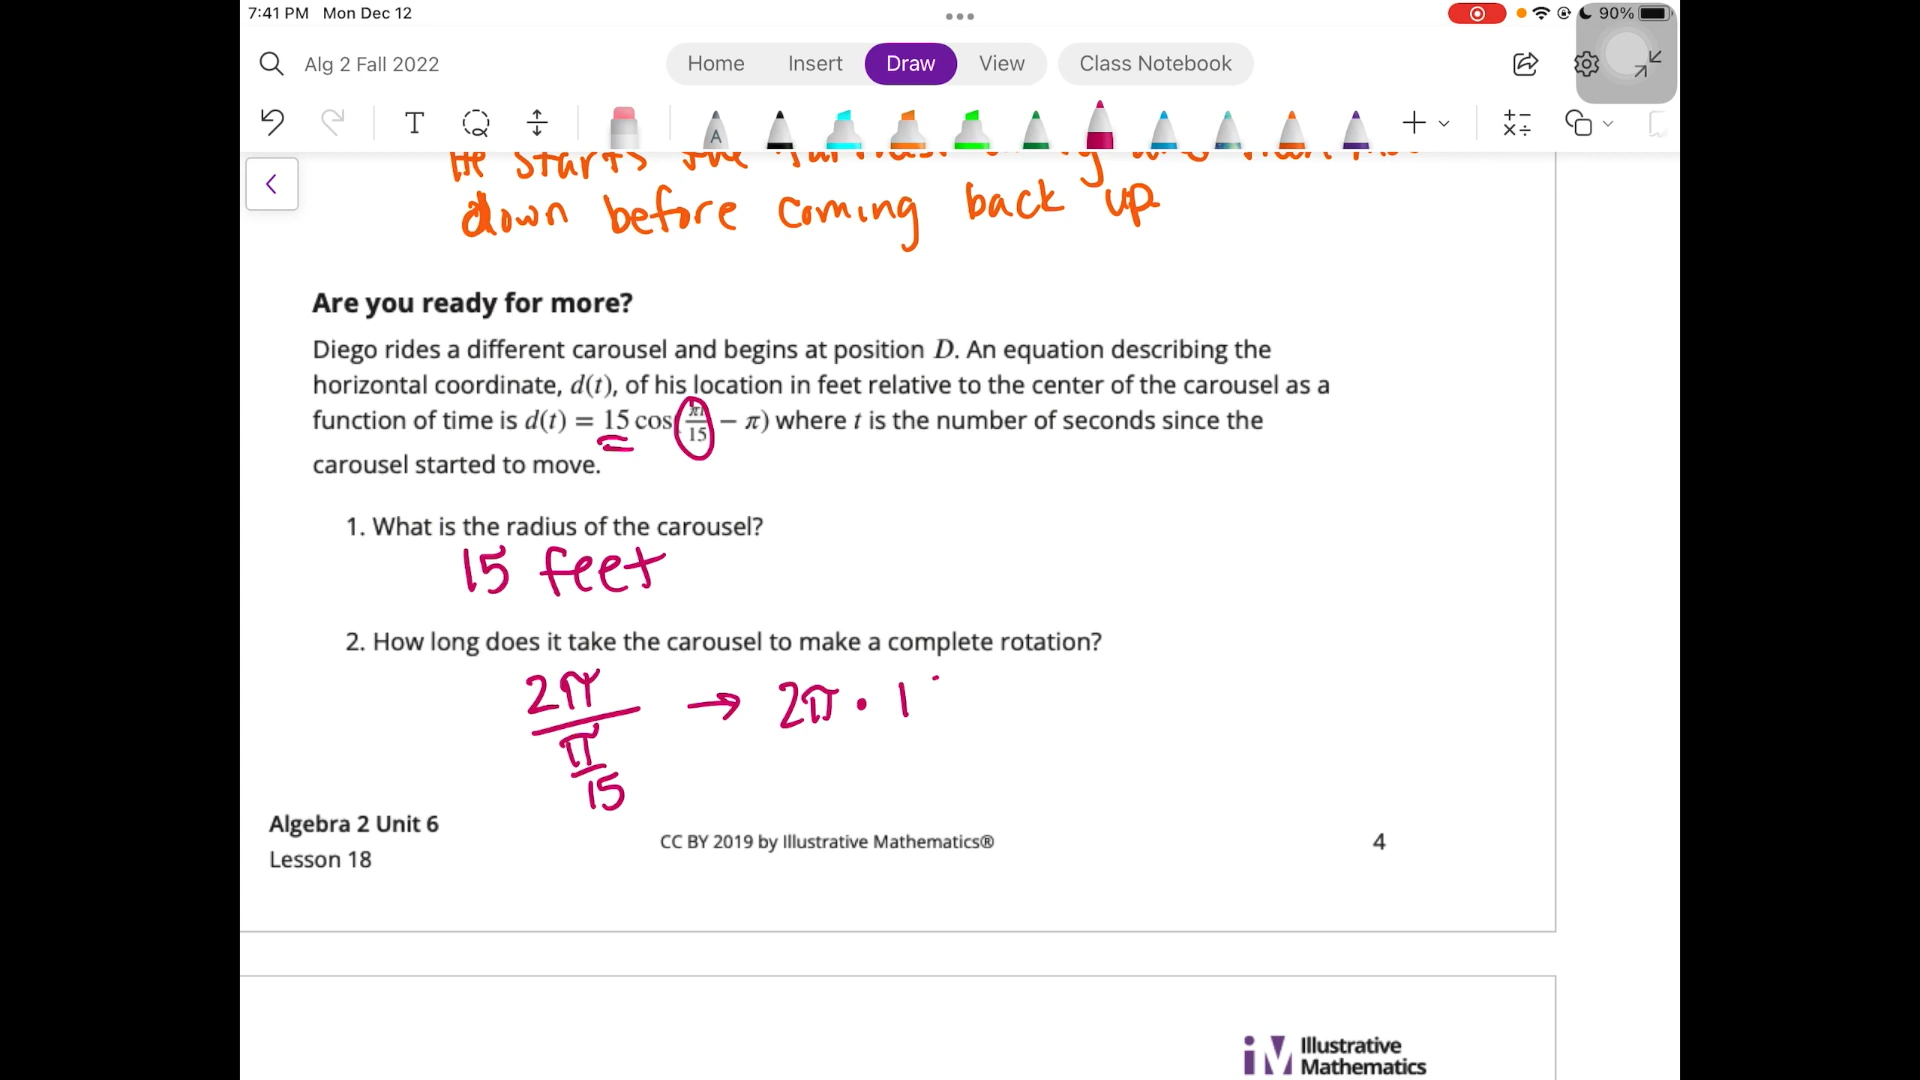 7:41 PM Mon Dec 12
90%
Alg 2 Fall 2022
Home Insert Draw View Class Notebook
T
A
He starts the
down before coming back up
Are you ready for more?
Diego rides a different carousel and begins at position D. An equation describing the
horizontal coordinate, d(t), of his location in feet relative to the center of the carousel as a
function of time is d(t) = 15 cos(πt/15 − π) where t is the number of seconds since the
carousel started to move.
1. What is the radius of the carousel?
15 feet
2. How long does it take the carousel to make a complete rotation?
2π/(π/15) → 2π · 1
Algebra 2 Unit 6
Lesson 18
CC BY 2019 by Illustrative Mathematics®
4
Illustrative
Mathematics